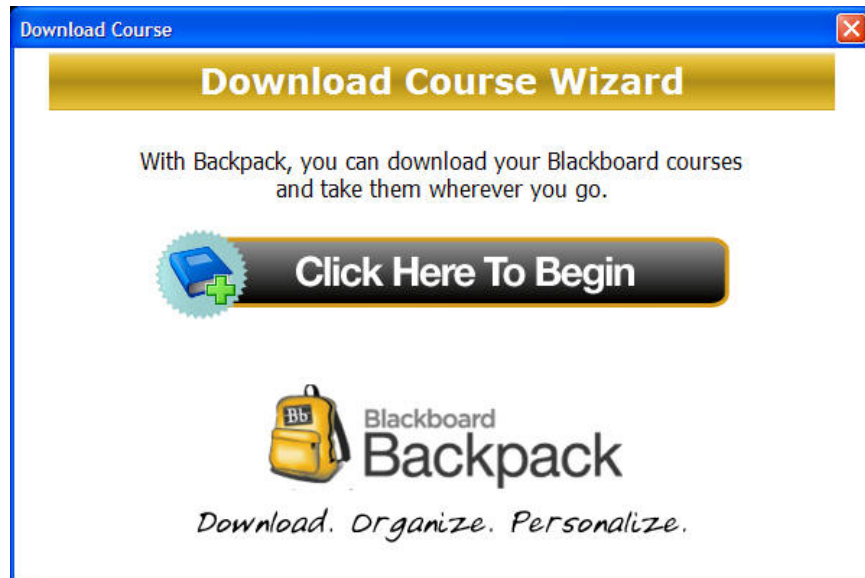 Download Course
Download Course Wizard
With Backpack, you can download your Blackboard courses
and take them wherever you go.
Click Here To Begin
Bb
Blackboard
Backpack
Download. Organize. Personalize.